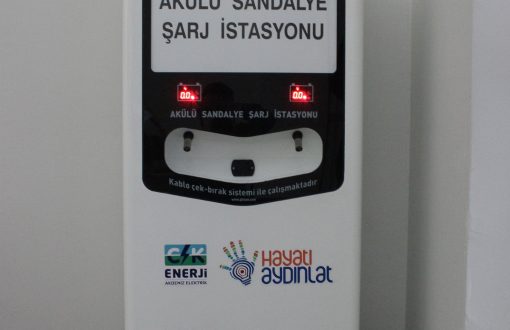 AKÜLÜ SANDALYE
ŞARJ İSTASYONU
0.0
0.0
AKÜLÜ SANDALYE ŞARJ İSTASYONU
Kablo çek-bırak sistemi ile çalışmaktadır
CK
ENERJİ
AKDENİZ ELEKTRİK
Hayatı
Aydınlat